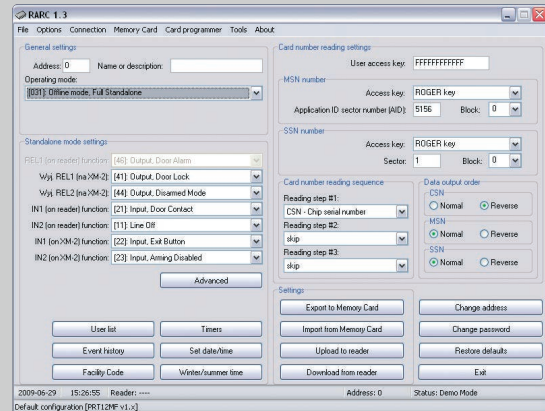 RARC 1.3
File Options Connection Memory Card Card programmer Tools About
General settings
Address: 0 Name or description:
Operating mode:
[031]: Offline mode, Full Standalone
Standalone mode settings
REL1 (on reader) function: [46]: Output, Door Alarm
Wyj. REL1 (na XM-2): [41]: Output, Door Lock
Wyj. REL2 (na XM-2): [44]: Output, Disarmed Mode
IN1 (on reader) function: [21]: Input, Door Contact
IN2 (on reader) function: [11]: Line Off
IN1 (on XM-2) function: [22]: Input, Exit Button
IN2 (on XM-2) function: [23]: Input, Arming Disabled
Advanced
User list Timers
Event history Set date/time
Facility Code Winter/summer time
Card number reading settings
User access key: FFFFFFFFFFFF
MSN number
Access key: ROGER key
Application ID sector number (AID): 5156 Block: 0
SSN number
Access key: ROGER key
Sector: 1 Block: 0
Card number reading sequence
Reading step #1:
CSN - Chip serial number
Reading step #2:
skip
Reading step #3:
skip
Data output order
CSN
Normal Reverse
MSN
Normal Reverse
SSN
Normal Reverse
Settings
Export to Memory Card Change address
Import from Memory Card Change password
Upload to reader Restore defaults
Download from reader Exit
2009-06-29 15:26:55 Reader: ---- Address: 0 Status: Demo Mode
Default configuration [PRT12MF v1.x]